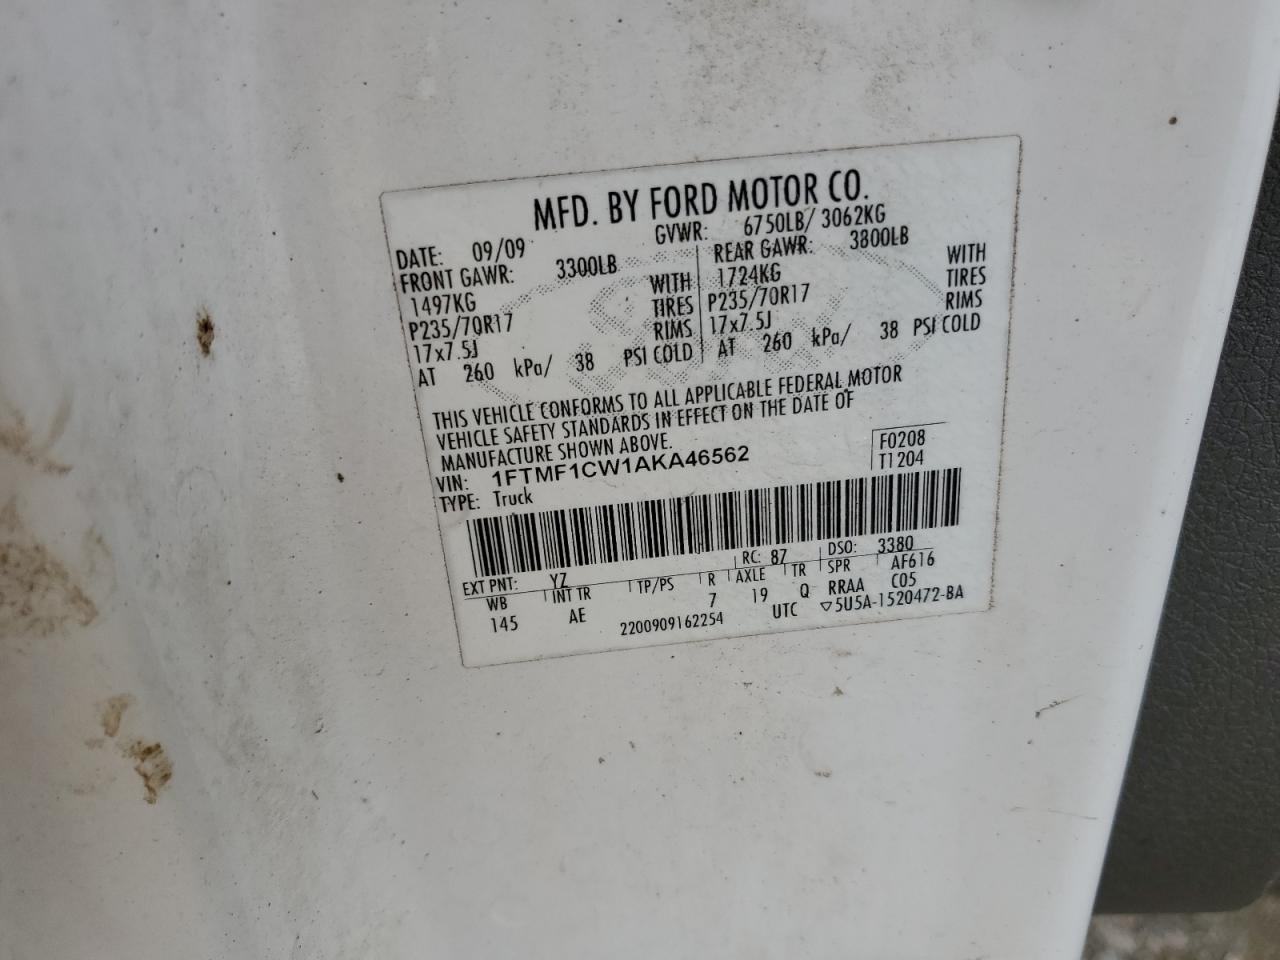 MFD. BY FORD MOTOR CO.
DATE: 09/09 GVWR: 6750LB/ 3062KG
FRONT GAWR: 3300LB REAR GAWR: 3800LB
1497KG WITH 1724KG WITH
P235/70R17 TIRES P235/70R17 TIRES
17x7.5J RIMS 17x7.5J RIMS
AT 260 kPa/ 38 PSI COLD AT 260 kPa/ 38 PSI COLD
THIS VEHICLE CONFORMS TO ALL APPLICABLE FEDERAL MOTOR
VEHICLE SAFETY STANDARDS IN EFFECT ON THE DATE OF
MANUFACTURE SHOWN ABOVE.
VIN: 1FTMF1CW1AKA46562 F0208
TYPE: Truck T1204
EXT PNT: YZ RC: 87 DSO: 3380
WB INT TR TP/PS R AXLE TR SPR AF616
145 AE 7 19 Q RRAA C05
2200909162254 UTC ▽5U5A-1520472-BA